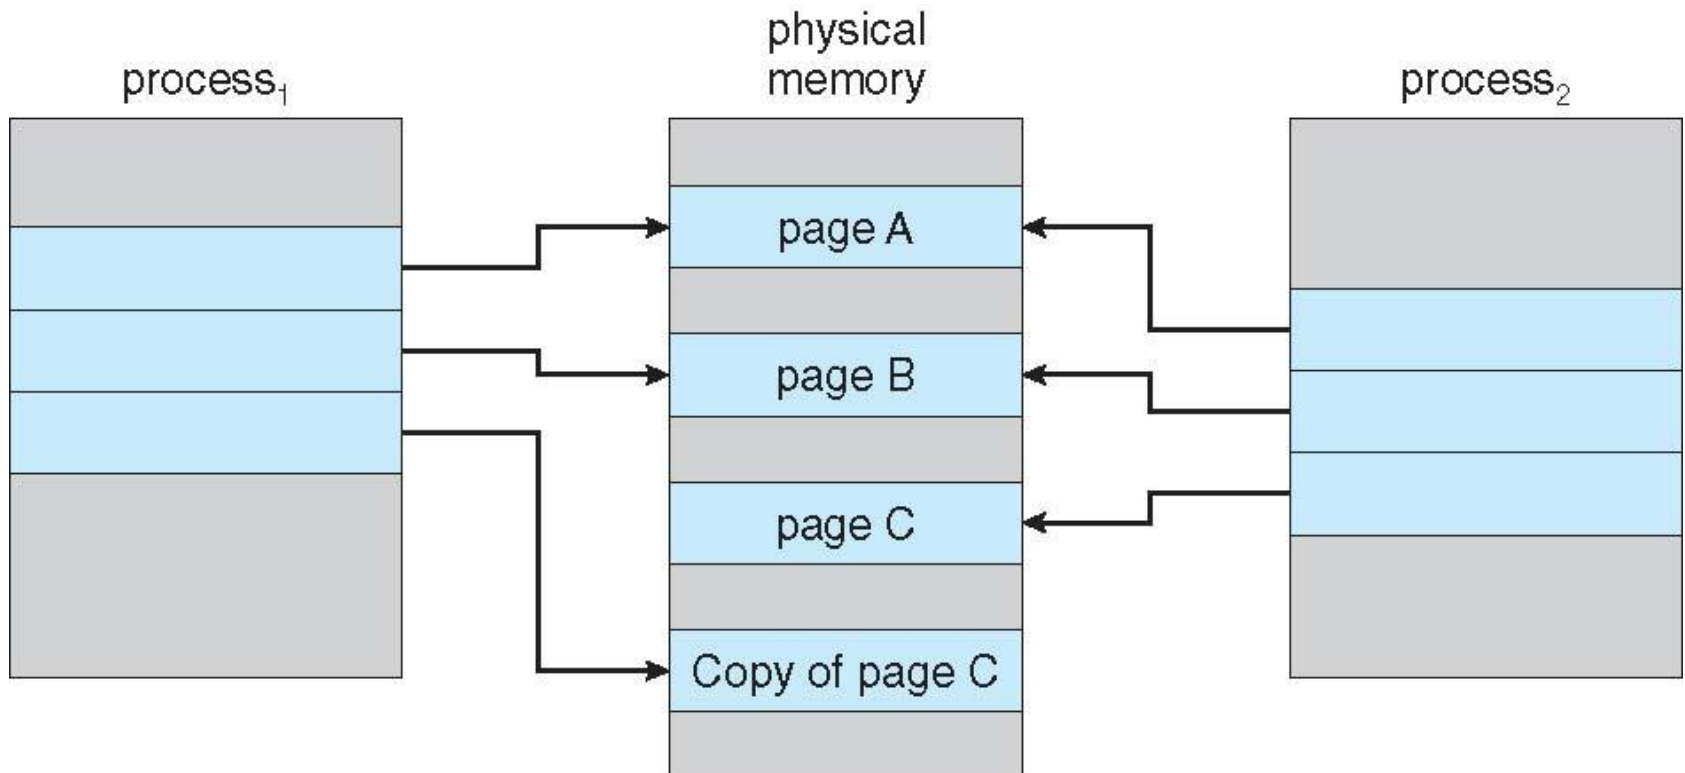 physical
memory
process₁
process₂
page A
page B
page C
Copy of page C